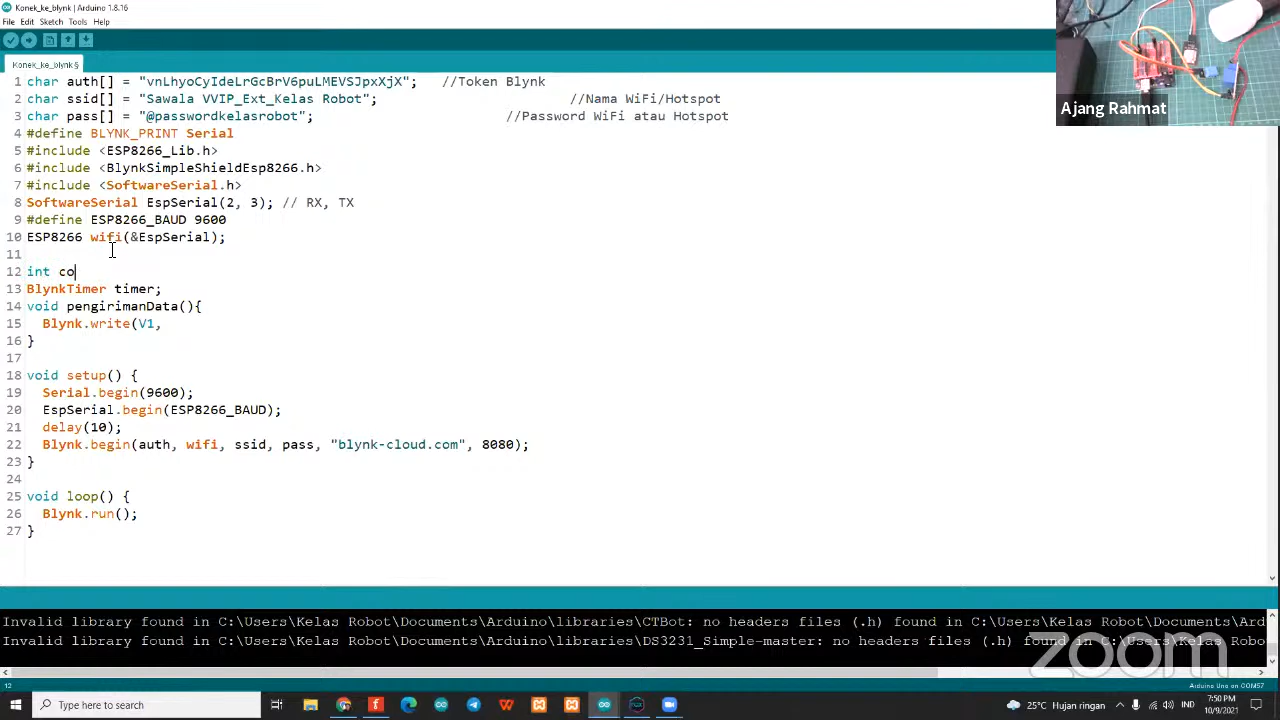 Konek_ke_blynk | Arduino 1.8.16
File Edit Sketch Tools Help
Konek_ke_blynk §
1 char auth[] = "vnLhyoCyIdeLrGcBrV6puLMEVSJpxXjX"; //Token Blynk
2 char ssid[] = "Sawala VVIP_Ext_Kelas Robot"; //Nama WiFi/Hotspot
3 char pass[] = "@passwordkelasrobot"; //Password WiFi atau Hotspot
4 #define BLYNK_PRINT Serial
5 #include <ESP8266_Lib.h>
6 #include <BlynkSimpleShieldEsp8266.h>
7 #include <SoftwareSerial.h>
8 SoftwareSerial EspSerial(2, 3); // RX, TX
9 #define ESP8266_BAUD 9600
10 ESP8266 wifi(&EspSerial);
11
12 int co
13 BlynkTimer timer;
14 void pengirimanData(){
15 Blynk.write(V1,
16 }
17
18 void setup() {
19 Serial.begin(9600);
20 EspSerial.begin(ESP8266_BAUD);
21 delay(10);
22 Blynk.begin(auth, wifi, ssid, pass, "blynk-cloud.com", 8080);
23 }
24
25 void loop() {
26 Blynk.run();
27 }
Ajang Rahmat
Invalid library found in C:\Users\Kelas Robot\Documents\Arduino\libraries\CTBot: no headers files (.h) found in C:\Users\Kelas Robot\Documents\Ard
Invalid library found in C:\Users\Kelas Robot\Documents\Arduino\libraries\DS3231_Simple-master: no headers files (.h) found in C:\Users\Kelas Robo
zoom
12
Arduino Uno on COM57
Type here to search
25°C Hujan ringan
IND
7:50 PM
10/9/2021